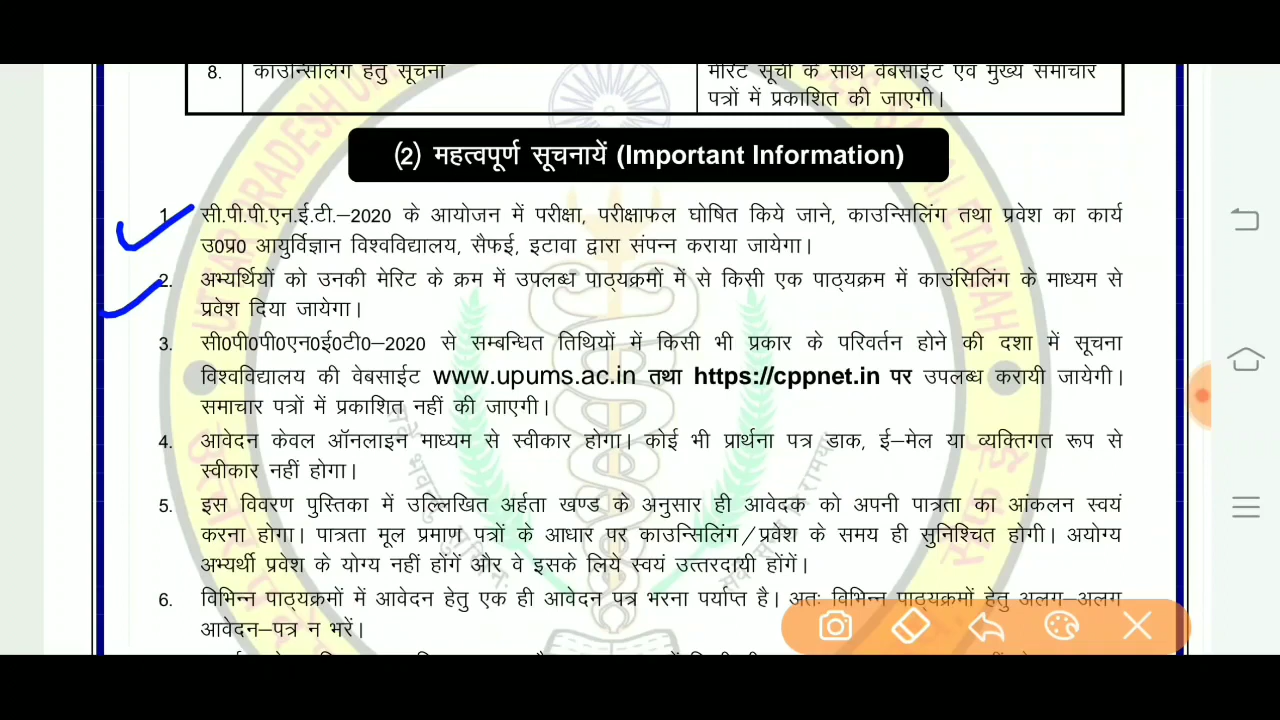 8. काउन्सिलिंग हेतु सूचना
मेरिट सूची के साथ वेबसाईट एवं मुख्य समाचार
पत्रों में प्रकाशित की जाएगी।
(2) महत्वपूर्ण सूचनायें (Important Information)
1. सी.पी.पी.एन.ई.टी.–2020 के आयोजन में परीक्षा, परीक्षाफल घोषित किये जाने, काउन्सिलिंग तथा प्रवेश का कार्य
उ0प्र0 आयुर्विज्ञान विश्वविद्यालय, सैफई, इटावा द्वारा संपन्न कराया जायेगा।
2. अभ्यर्थियों को उनकी मेरिट के क्रम में उपलब्ध पाठ्यक्रमों में से किसी एक पाठ्यक्रम में काउंसिलिंग के माध्यम से
प्रवेश दिया जायेगा।
3. सी0पी0पी0एन0ई0टी0–2020 से सम्बन्धित तिथियों में किसी भी प्रकार के परिवर्तन होने की दशा में सूचना
विश्वविद्यालय की वेबसाईट www.upums.ac.in तथा https://cppnet.in पर उपलब्ध करायी जायेगी।
समाचार पत्रों में प्रकाशित नहीं की जाएगी।
4. आवेदन केवल ऑनलाइन माध्यम से स्वीकार होगा। कोई भी प्रार्थना पत्र डाक, ई–मेल या व्यक्तिगत रूप से
स्वीकार नहीं होगा।
5. इस विवरण पुस्तिका में उल्लिखित अर्हता खण्ड के अनुसार ही आवेदक को अपनी पात्रता का आंकलन स्वयं
करना होगा। पात्रता मूल प्रमाण पत्रों के आधार पर काउन्सिलिंग/प्रवेश के समय ही सुनिश्चित होगी। अयोग्य
अभ्यर्थी प्रवेश के योग्य नहीं होंगें और वे इसके लिये स्वयं उत्तरदायी होंगें।
6. विभिन्न पाठ्यक्रमों में आवेदन हेतु एक ही आवेदन पत्र भरना पर्याप्त है। अतः विभिन्न पाठ्यक्रमों हेतु अलग–अलग
आवेदन–पत्र न भरें।